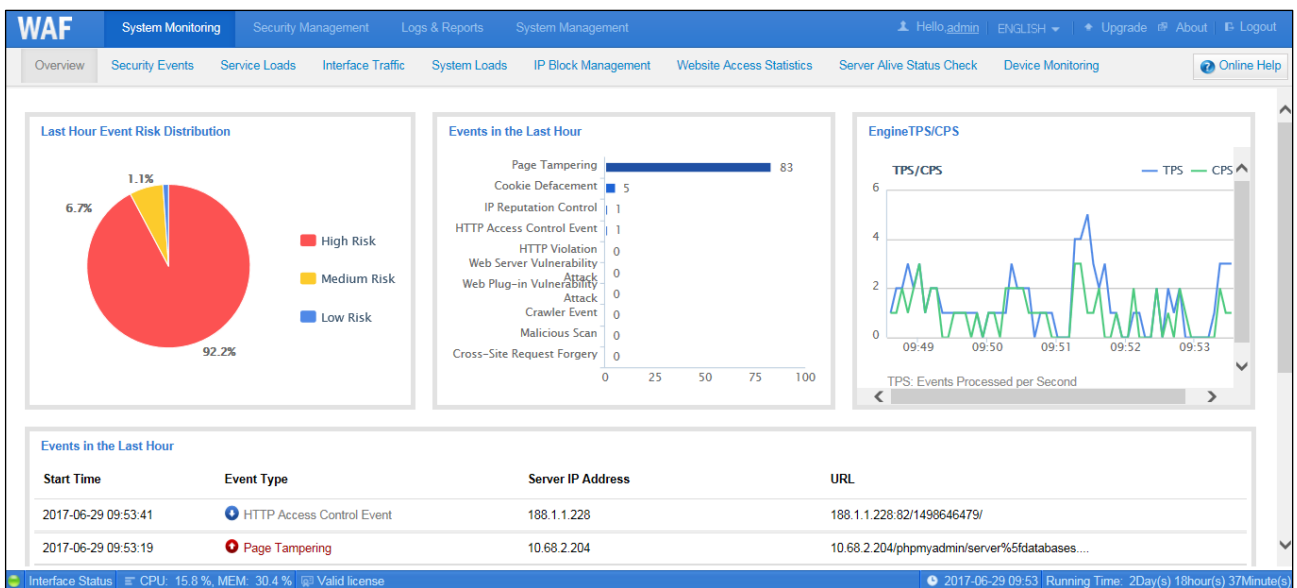 WAF System Monitoring Security Management Logs & Reports System Management Hello,admin ENGLISH Upgrade About Logout
Overview Security Events Service Loads Interface Traffic System Loads IP Block Management Website Access Statistics Server Alive Status Check Device Monitoring Online Help
Last Hour Event Risk Distribution
1.1%
6.7%
92.2%
High Risk
Medium Risk
Low Risk
Events in the Last Hour
Page Tampering 83
Cookie Defacement 5
IP Reputation Control 1
HTTP Access Control Event 1
HTTP Violation 0
Web Server Vulnerability
Attack 0
Web Plug-in Vulnerability
Attack 0
Crawler Event 0
Malicious Scan 0
Cross-Site Request Forgery 0
0 25 50 75 100
EngineTPS/CPS
TPS/CPS TPS CPS
6
4
2
0
09:49 09:50 09:51 09:52 09:53
TPS: Events Processed per Second
Events in the Last Hour
Start Time Event Type Server IP Address URL
2017-06-29 09:53:41 HTTP Access Control Event 188.1.1.228 188.1.1.228:82/1498646479/
2017-06-29 09:53:19 Page Tampering 10.68.2.204 10.68.2.204/phpmyadmin/server%5fdatabases....
Interface Status CPU: 15.8 %, MEM: 30.4 % Valid license 2017-06-29 09:53 Running Time: 2Day(s) 18hour(s) 37Minute(s)